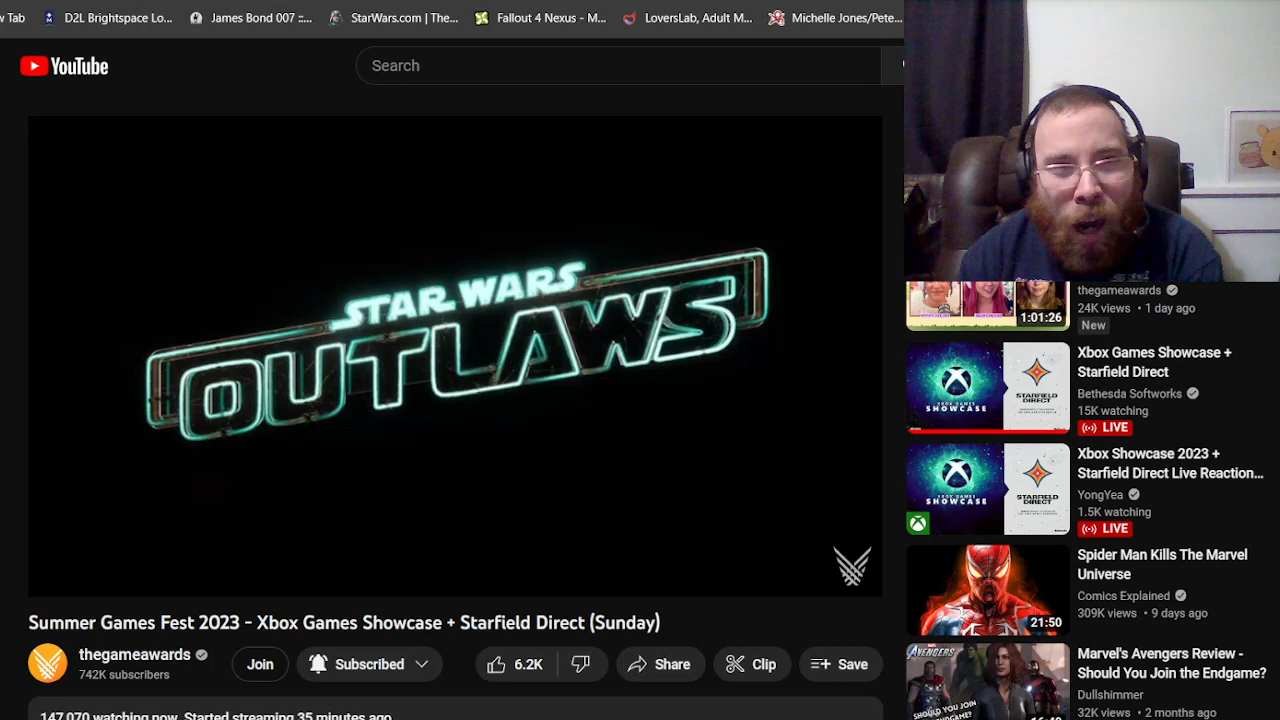 w Tab
D2L Brightspace Lo...
James Bond 007 ::...
StarWars.com | The...
Fallout 4 Nexus - M...
LoversLab, Adult M...
Michelle Jones/Pete...
YouTube
Search
STAR WARS
OUTLAWS
Summer Games Fest 2023 - Xbox Games Showcase + Starfield Direct (Sunday)
thegameawards
742K subscribers
Join
Subscribed
6.2K
Share
Clip
Save
147,070 watching now Started streaming 35 minutes ago
1:01:26
thegameawards
24K views • 1 day ago
New
SHOWCASE
STARFIELD
DIRECT
Xbox Games Showcase +
Starfield Direct
Bethesda Softworks
15K watching
LIVE
SHOWCASE
STARFIELD
DIRECT
Xbox Showcase 2023 +
Starfield Direct Live Reaction...
YongYea
1.5K watching
LIVE
21:50
Spider Man Kills The Marvel
Universe
Comics Explained
309K views • 9 days ago
AVENGERS
SHOULD YOU JOIN
Marvel's Avengers Review -
Should You Join the Endgame?
Dullshimmer
32K views • 2 months ago